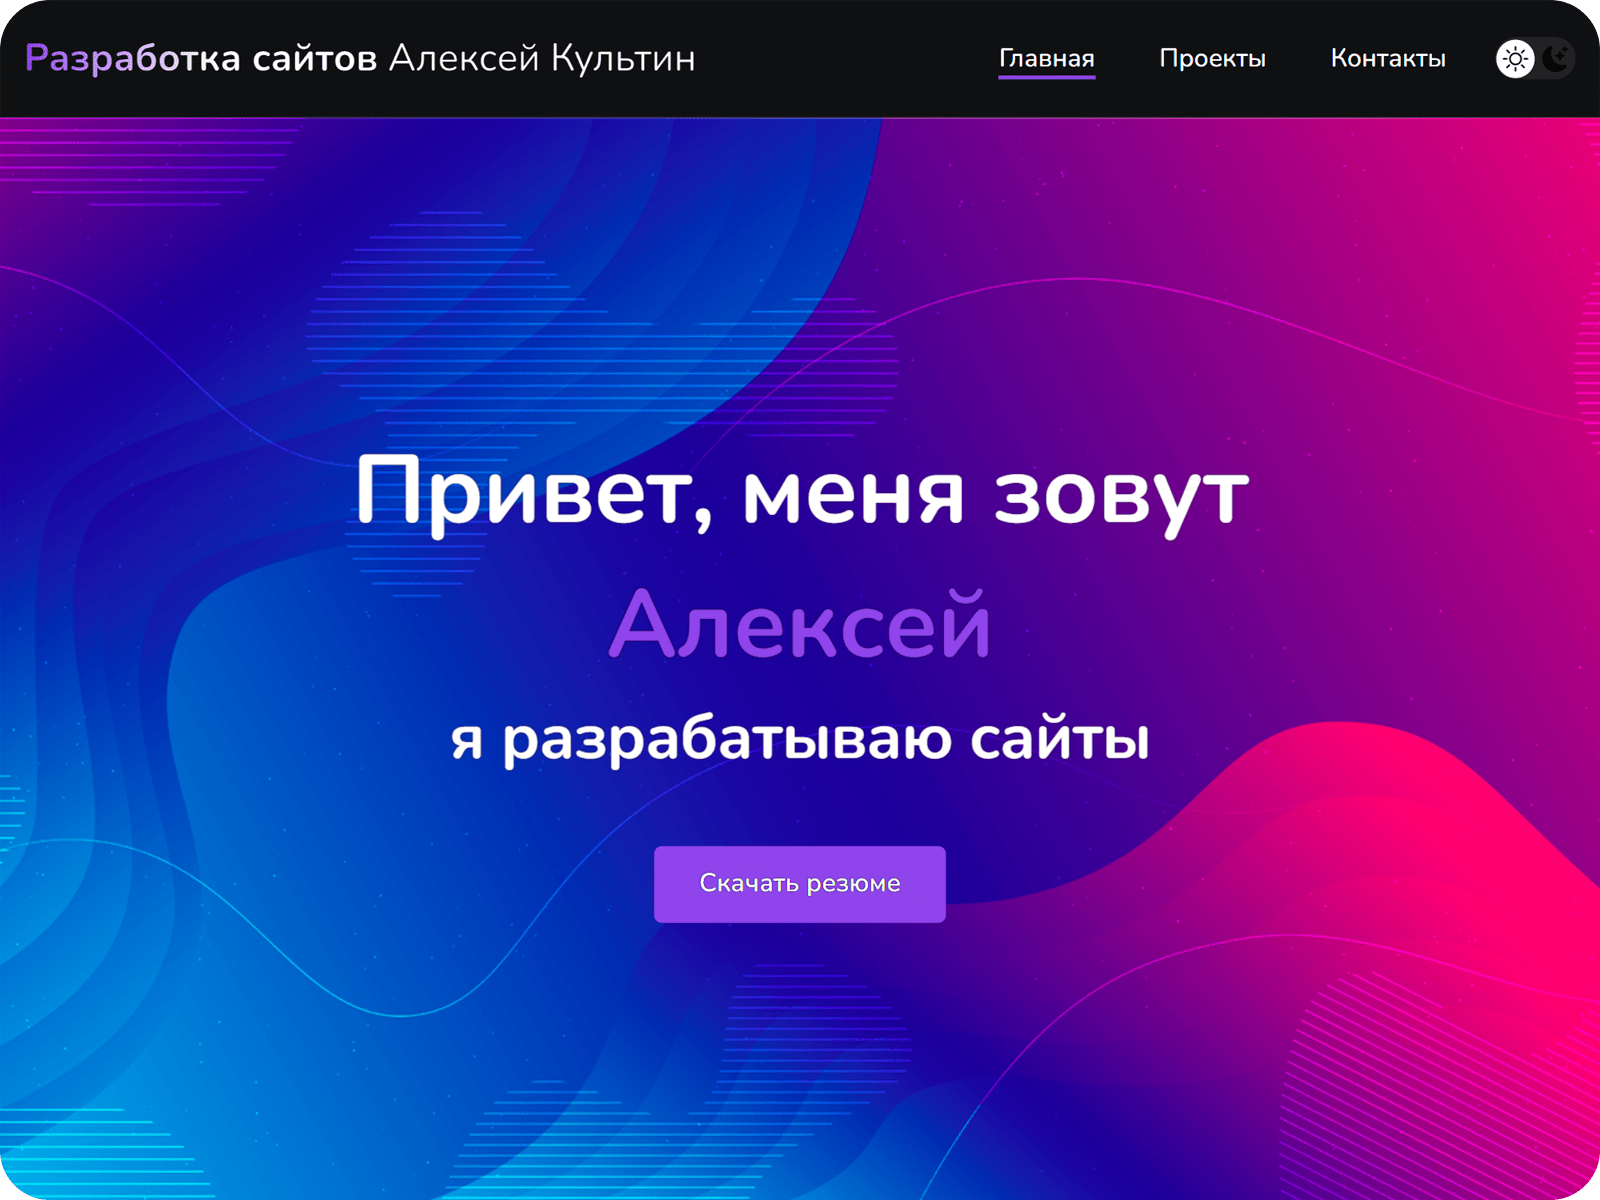 Разработка сайтов Алексей Культин
Главная Проекты Контакты
Привет, меня зовут
Алексей
я разрабатываю сайты
Скачать резюме